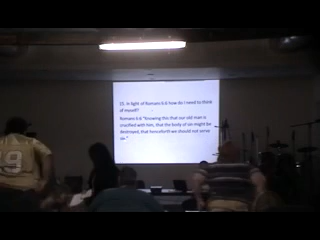 15. In light of Romans 6:6 how do I need to think
of myself?
Romans 6:6 "Knowing this that our old man is
crucified with him, that the body of sin might be
destroyed, that henceforth we should not serve
sin."
9